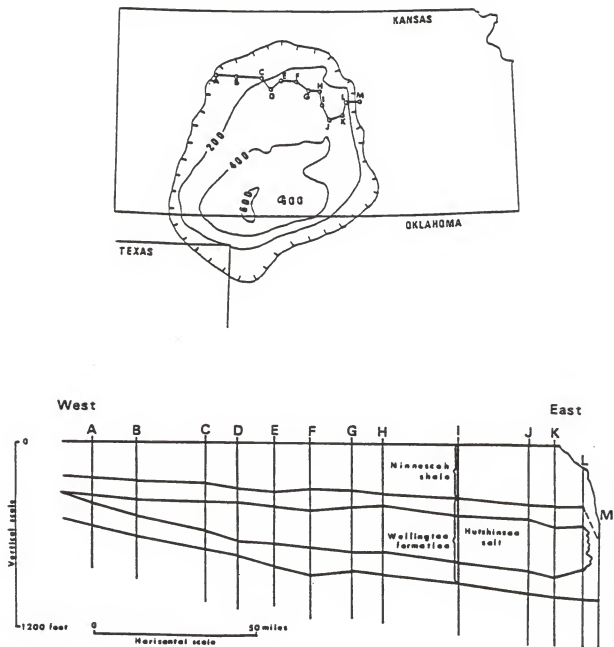 KANSAS
A B C E F H L M
D G I
J K
200
400
600
600
OKLAHOMA
TEXAS
West East
A B C D E F G H I J K
L
M
0
Ninnescah shale
Wellington formation
Hutchinson salt
Vertical scale
1200 feet
0 50 miles
Horizontal scale